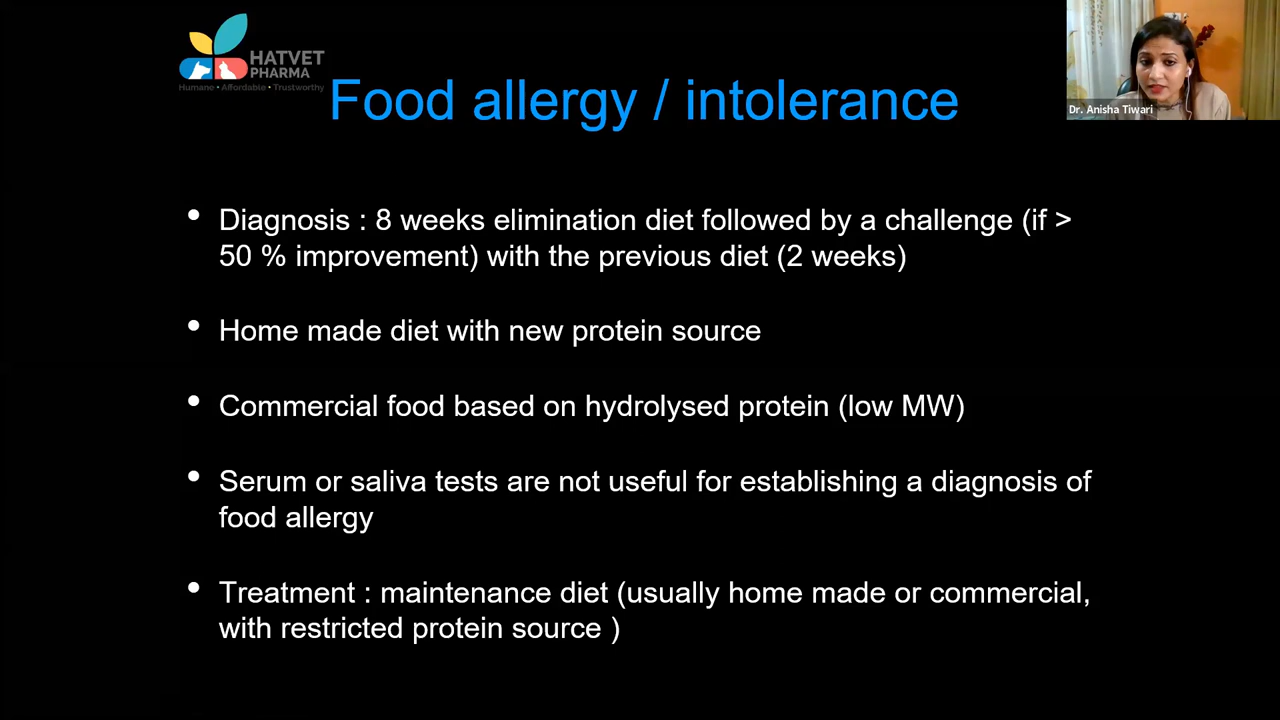 HATVET
PHARMA
Humane • Affordable • Trustworthy
Food allergy / intolerance
Dr. Anisha Tiwari
• Diagnosis : 8 weeks elimination diet followed by a challenge (if >
50 % improvement) with the previous diet (2 weeks)
• Home made diet with new protein source
• Commercial food based on hydrolysed protein (low MW)
• Serum or saliva tests are not useful for establishing a diagnosis of
food allergy
• Treatment : maintenance diet (usually home made or commercial,
with restricted protein source )